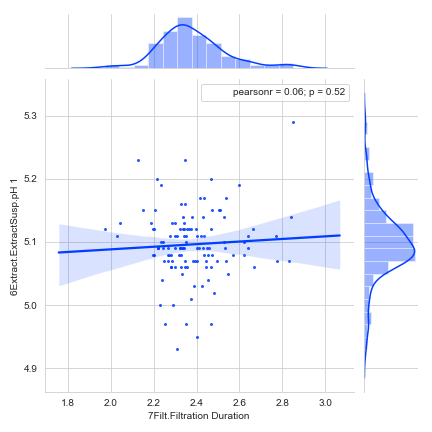 pearsonr = 0.06; p = 0.52
5.3
5.2
5.1
5.0
4.9
6Extract.ExtractSusp.pH 1
1.8 2.0 2.2 2.4 2.6 2.8 3.0
7Filt.Filtration Duration